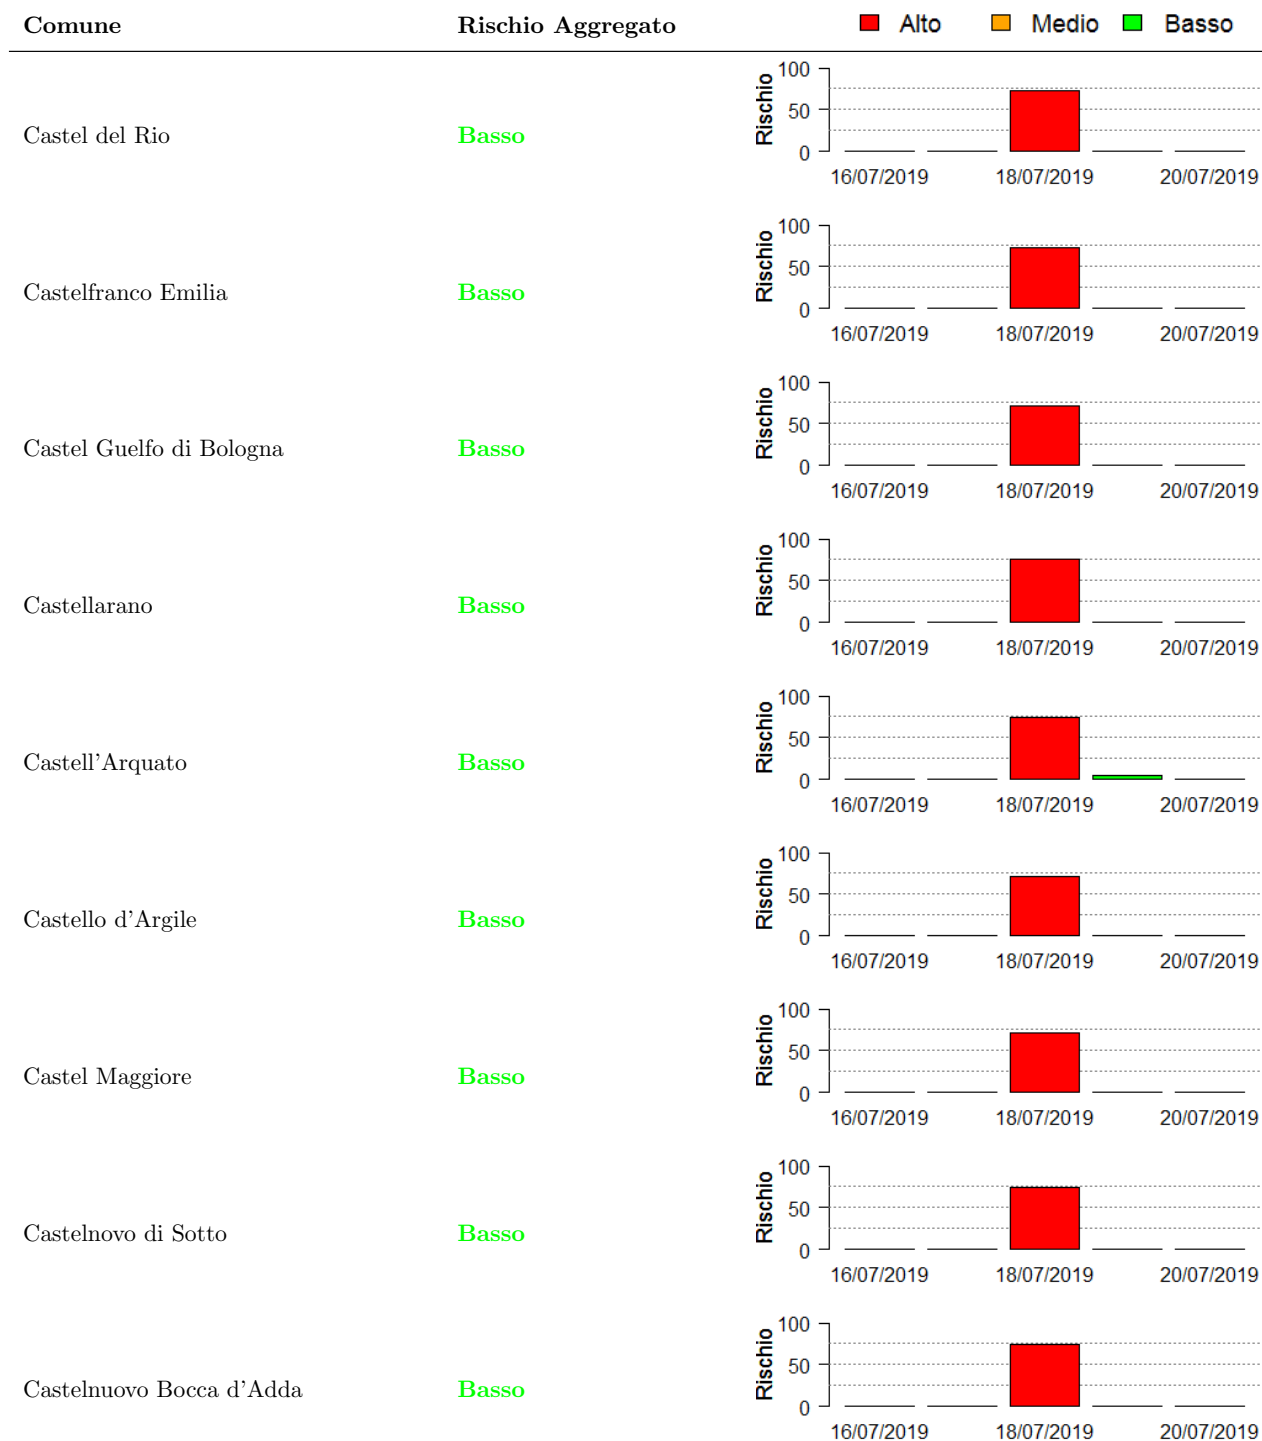 Comune Rischio Aggregato Alto Medio Basso
100
50
0
Rischio
Castel del Rio Basso
16/07/2019 18/07/2019 20/07/2019
100
50
0
Rischio
Castelfranco Emilia Basso
16/07/2019 18/07/2019 20/07/2019
100
50
0
Rischio
Castel Guelfo di Bologna Basso
16/07/2019 18/07/2019 20/07/2019
100
50
0
Rischio
Castellarano Basso
16/07/2019 18/07/2019 20/07/2019
100
50
0
Rischio
Castell'Arquato Basso
16/07/2019 18/07/2019 20/07/2019
100
50
0
Rischio
Castello d'Argile Basso
16/07/2019 18/07/2019 20/07/2019
100
50
0
Rischio
Castel Maggiore Basso
16/07/2019 18/07/2019 20/07/2019
100
50
0
Rischio
Castelnovo di Sotto Basso
16/07/2019 18/07/2019 20/07/2019
100
50
0
Rischio
Castelnuovo Bocca d'Adda Basso
16/07/2019 18/07/2019 20/07/2019